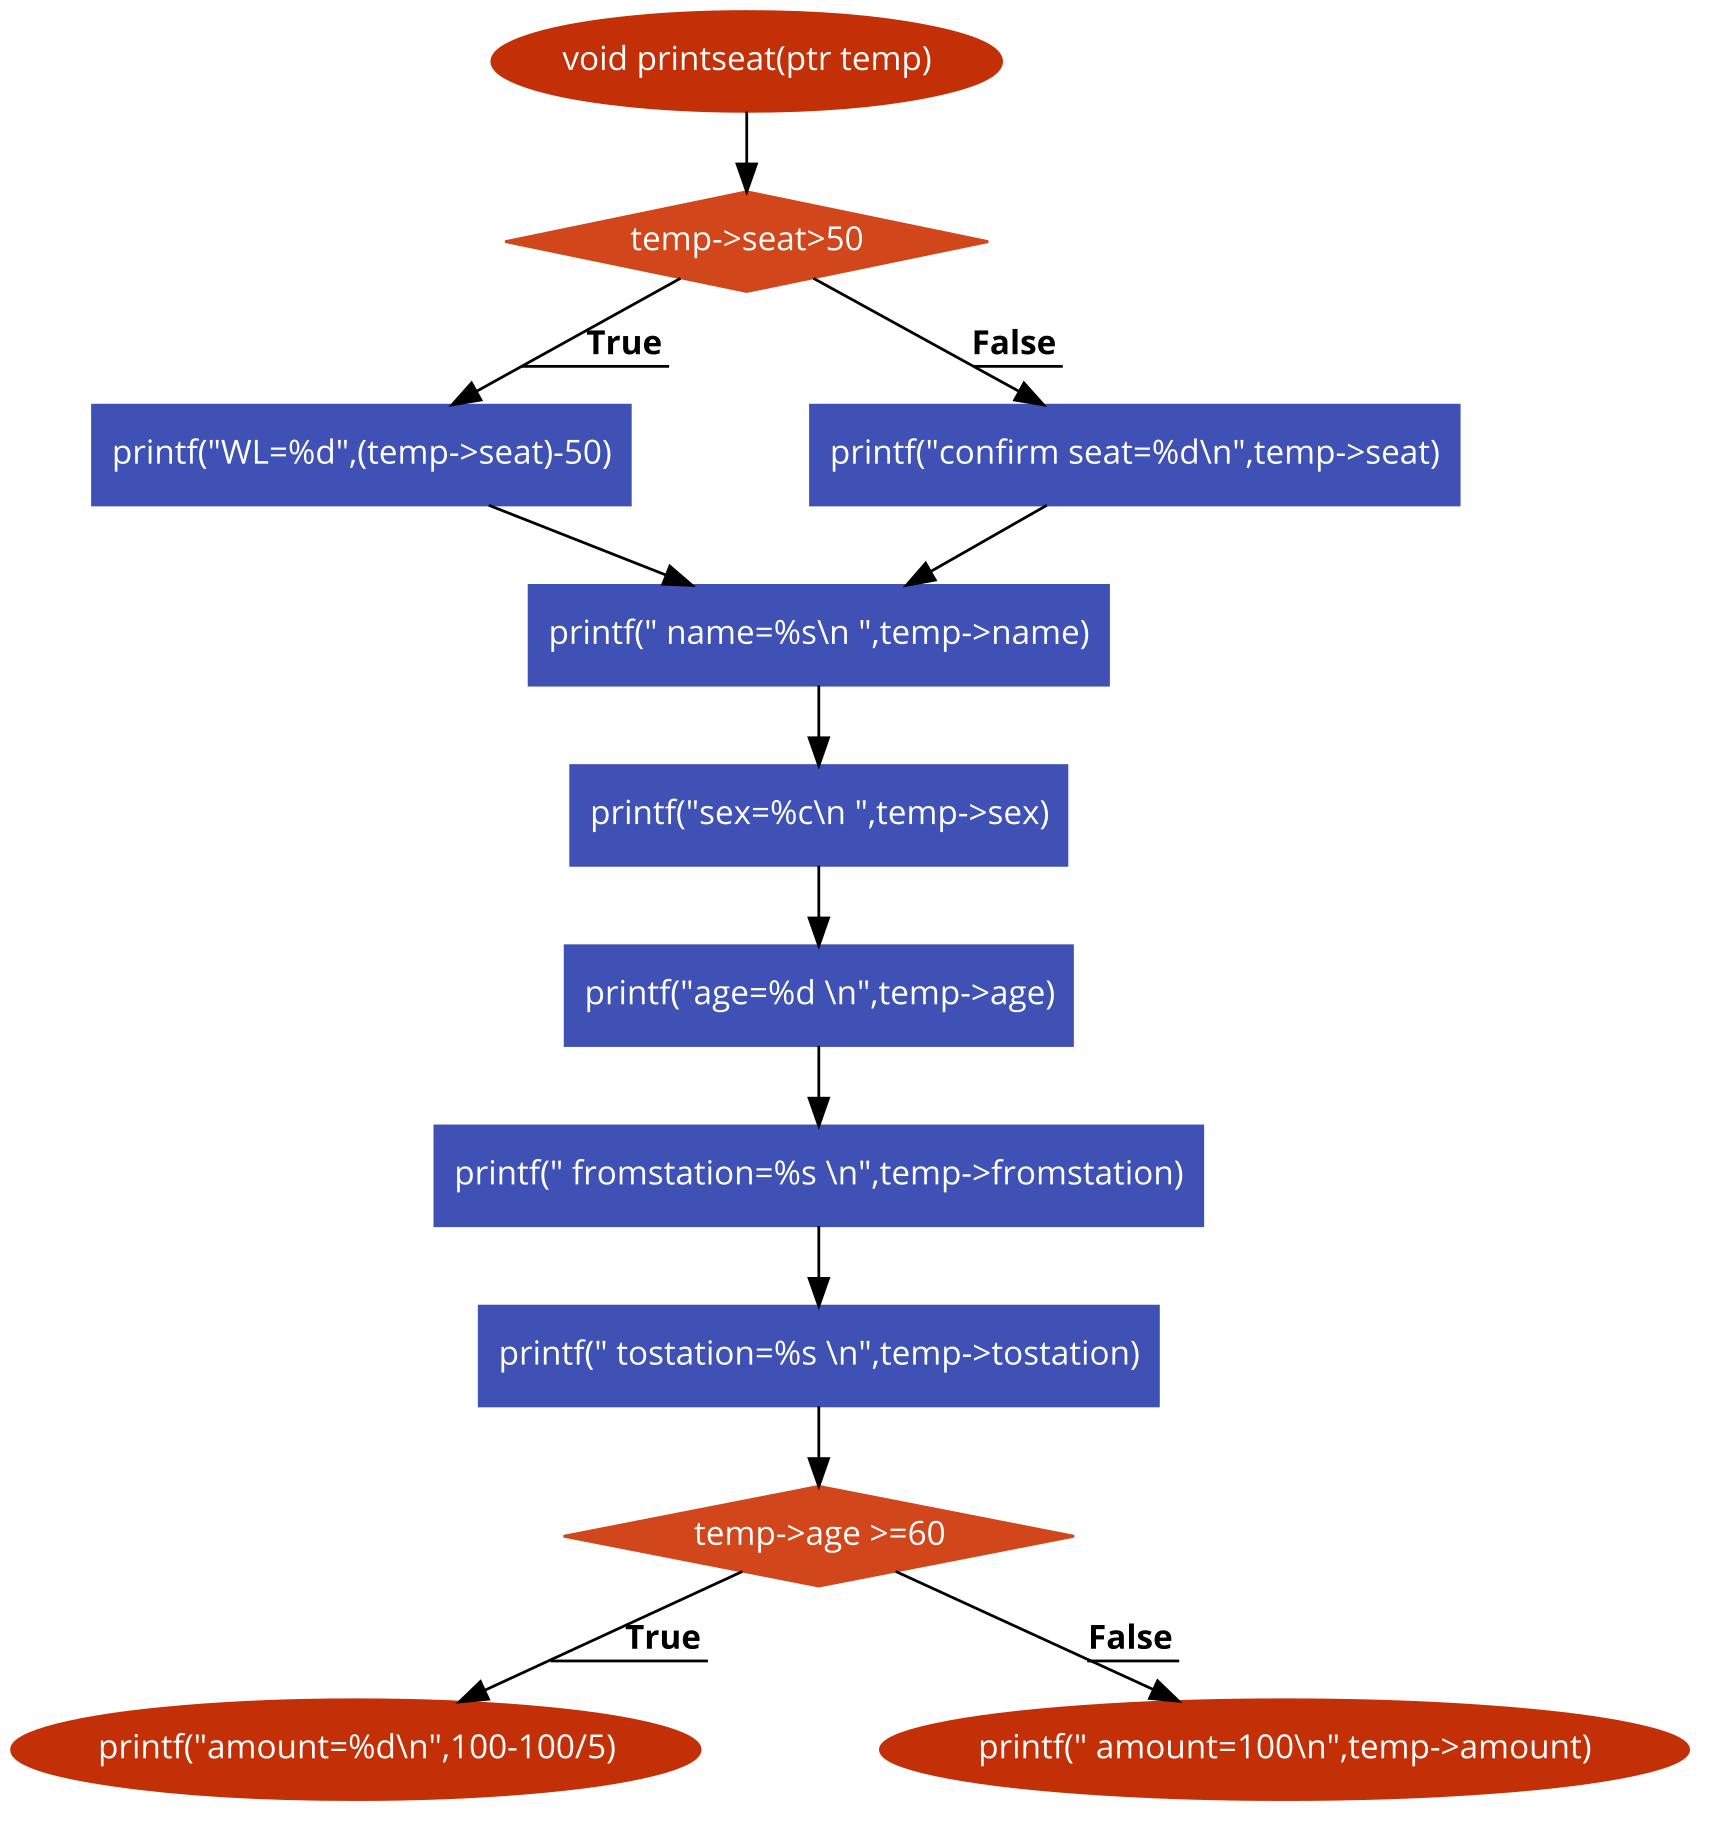 void printseat(ptr temp)
temp->seat>50
True
False
printf("WL=%d",(temp->seat)-50)
printf("confirm seat=%d\n",temp->seat)
printf(" name=%s\n ",temp->name)
printf("sex=%c\n ",temp->sex)
printf("age=%d \n",temp->age)
printf(" fromstation=%s \n",temp->fromstation)
printf(" tostation=%s \n",temp->tostation)
temp->age >=60
True
False
printf("amount=%d\n",100-100/5)
printf(" amount=100\n",temp->amount)